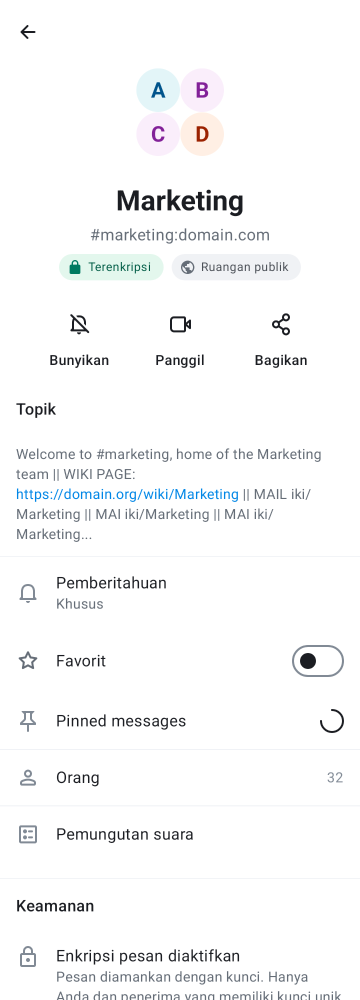 A B
C D
Marketing
#marketing:domain.com
Terenkripsi Ruangan publik
Bunyikan Panggil Bagikan
Topik
Welcome to #marketing, home of the Marketing
team || WIKI PAGE:
https://domain.org/wiki/Marketing || MAIL iki/
Marketing || MAI iki/Marketing || MAI iki/
Marketing...
Pemberitahuan
Khusus
Favorit
Pinned messages
Orang 32
Pemungutan suara
Keamanan
Enkripsi pesan diaktifkan
Pesan diamankan dengan kunci. Hanya
Anda dan penerima yang memiliki kunci unik